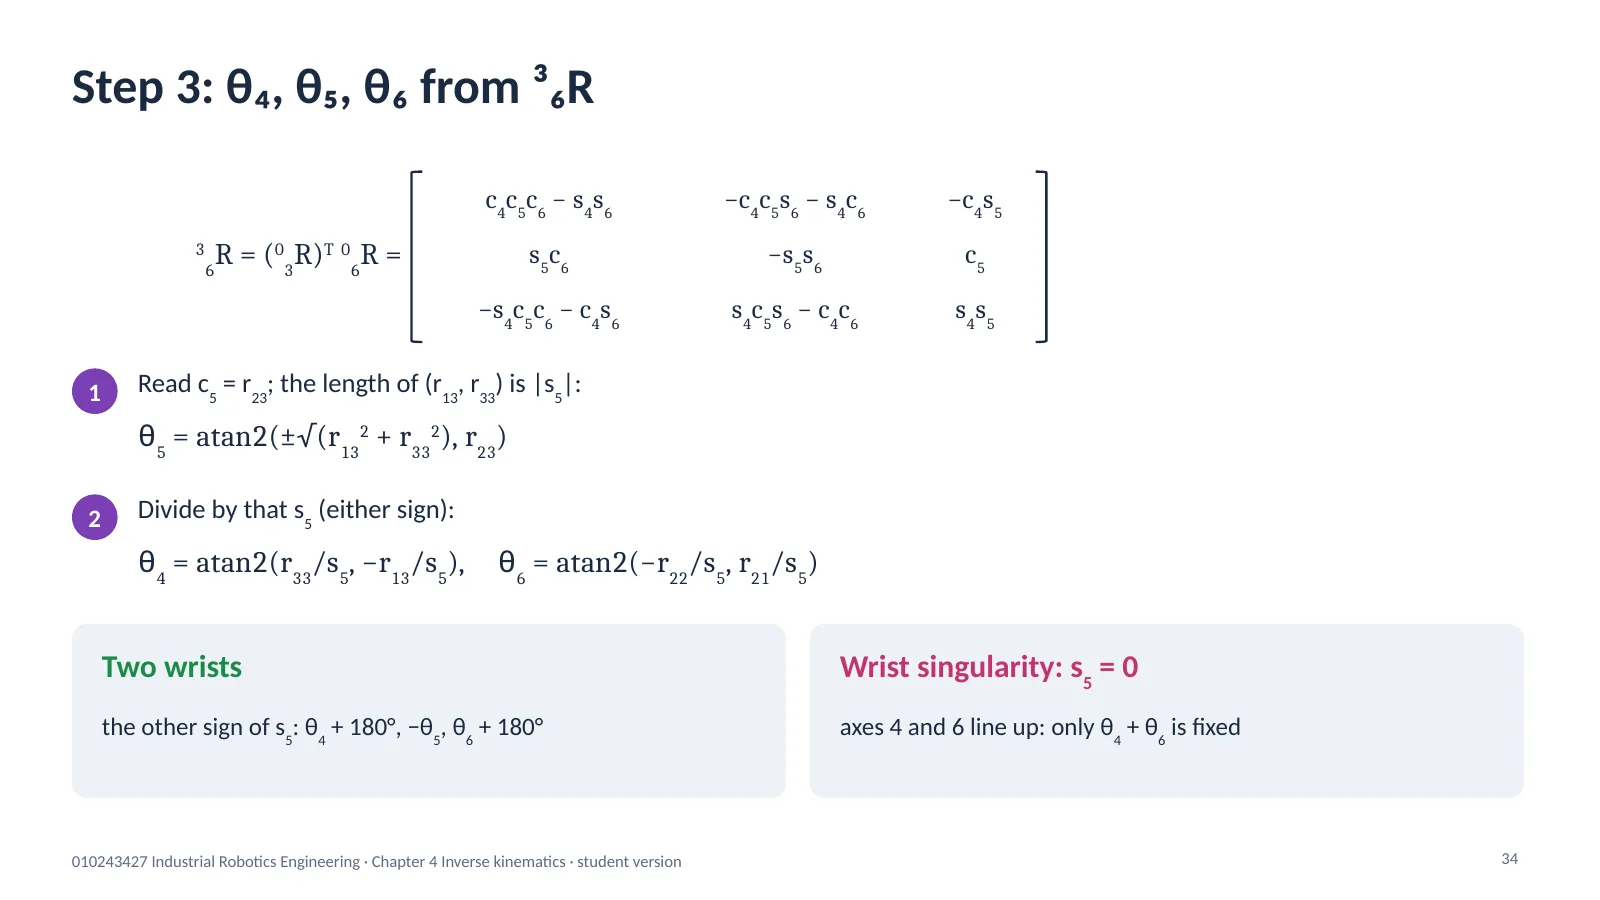 Step 3: θ₄, θ₅, θ₆ from ³₆R
³₆R = (⁰₃R)ᵀ ⁰₆R =
c₄c₅c₆ − s₄s₆ −c₄c₅s₆ − s₄c₆ −c₄s₅
s₅c₆ −s₅s₆ c₅
−s₄c₅c₆ − c₄s₆ s₄c₅s₆ − c₄c₆ s₄s₅
1 Read c₅ = r₂₃; the length of (r₁₃, r₃₃) is |s₅|:
θ₅ = atan2(±√(r₁₃² + r₃₃²), r₂₃)
2 Divide by that s₅ (either sign):
θ₄ = atan2(r₃₃/s₅, −r₁₃/s₅), θ₆ = atan2(−r₂₂/s₅, r₂₁/s₅)
Two wrists
the other sign of s₅: θ₄ + 180°, −θ₅, θ₆ + 180°
Wrist singularity: s₅ = 0
axes 4 and 6 line up: only θ₄ + θ₆ is fixed
010243427 Industrial Robotics Engineering · Chapter 4 Inverse kinematics · student version
34